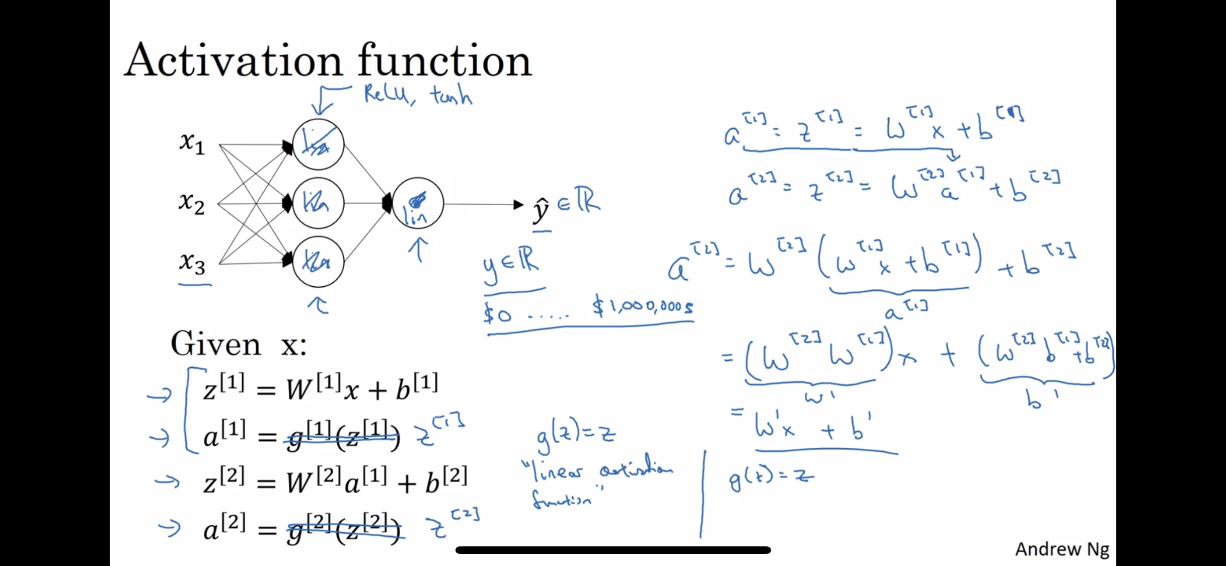 Activation function
ReLU, tanh
x₁
x₂
x₃
lin
ŷ ∈ ℝ
y ∈ ℝ
$0 ..... $1,000,000s
Given x:
→ z[1] = W[1]x + b[1]
→ a[1] = g[1](z[1]) z[1]
→ z[2] = W[2]a[1] + b[2]
→ a[2] = g[2](z[2]) z[2]
g(z) = z
"linear activation
function"
a[1] = z[1] = W[1]x + b[1]
a[2] = z[2] = W[2]a[1] + b[2]
a[2] = W[2](W[1]x + b[1]) + b[2]
a[1]
= (W[2]W[1])x + (W[2]b[1] + b[2])
W' b'
= W'x + b'
g(z) = z
Andrew Ng